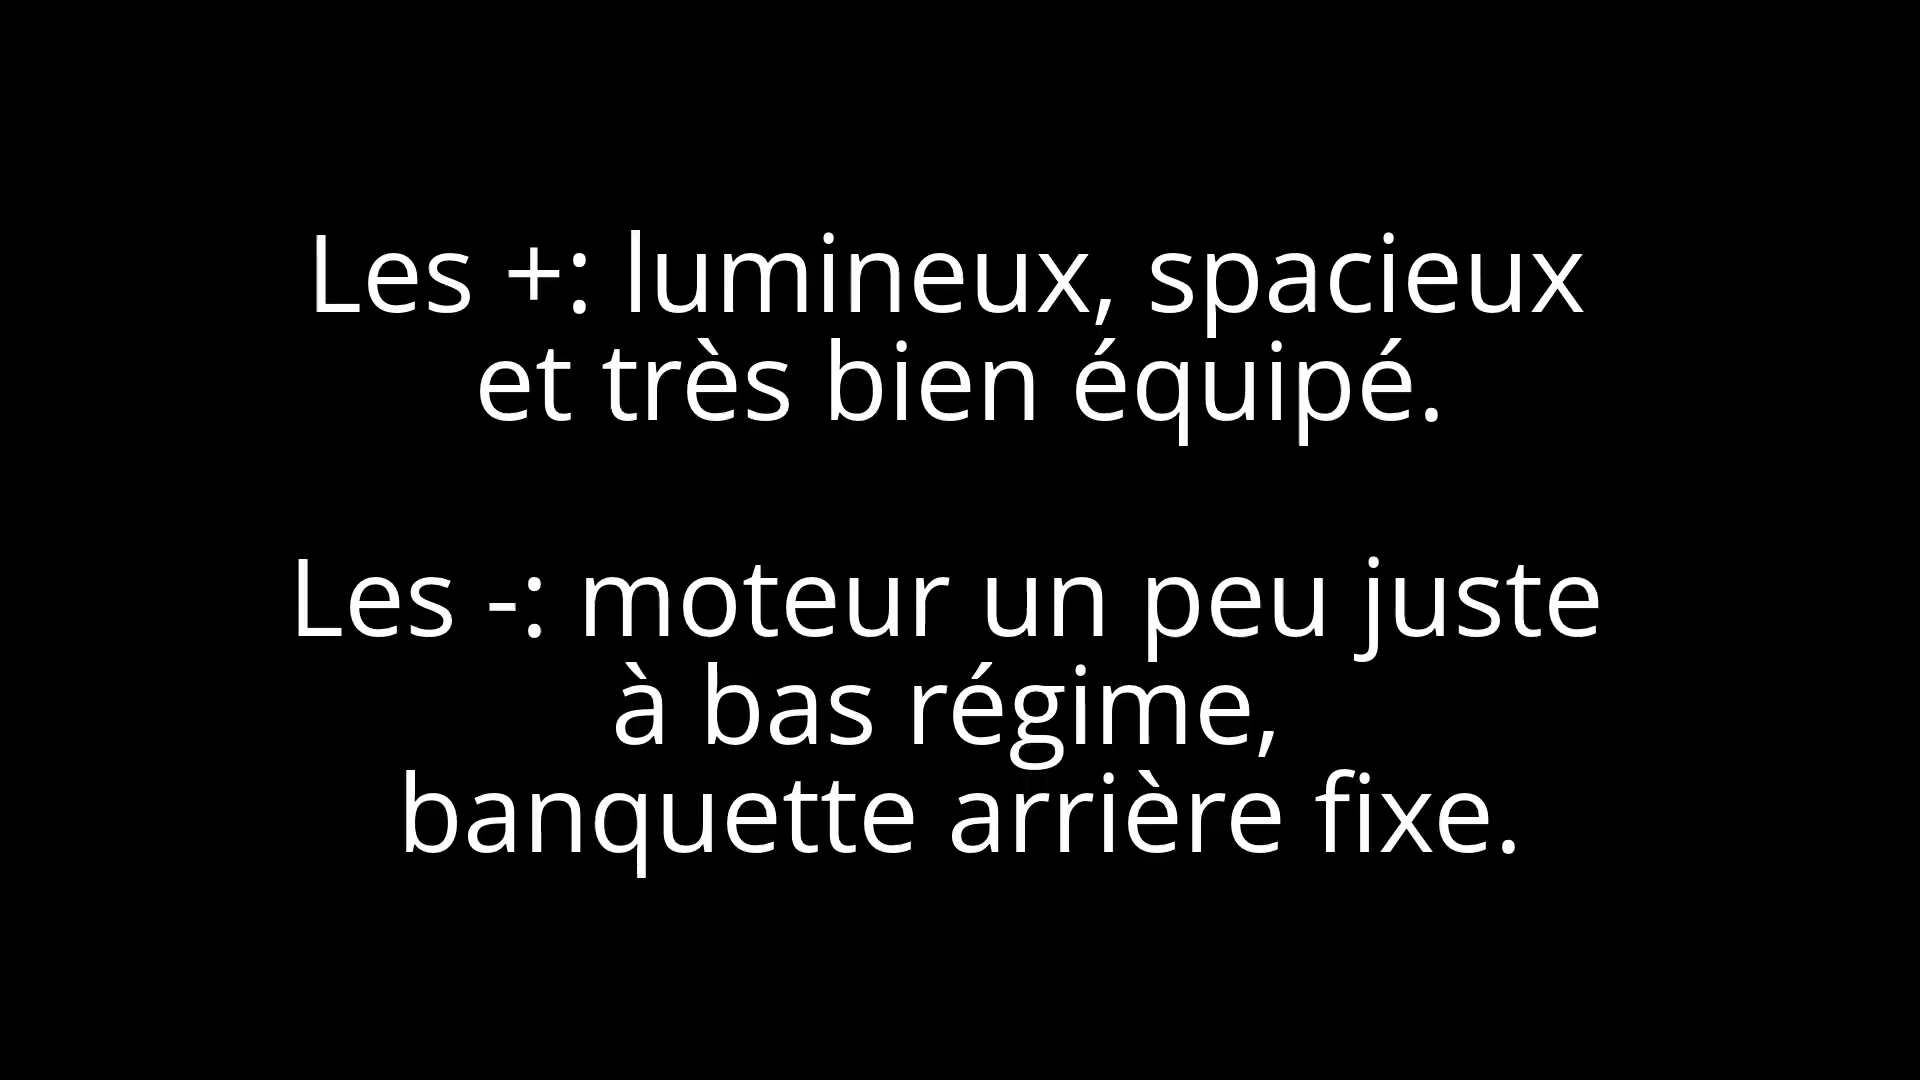 Les +: lumineux, spacieux
et très bien équipé.
Les -: moteur un peu juste
à bas régime,
banquette arrière fixe.